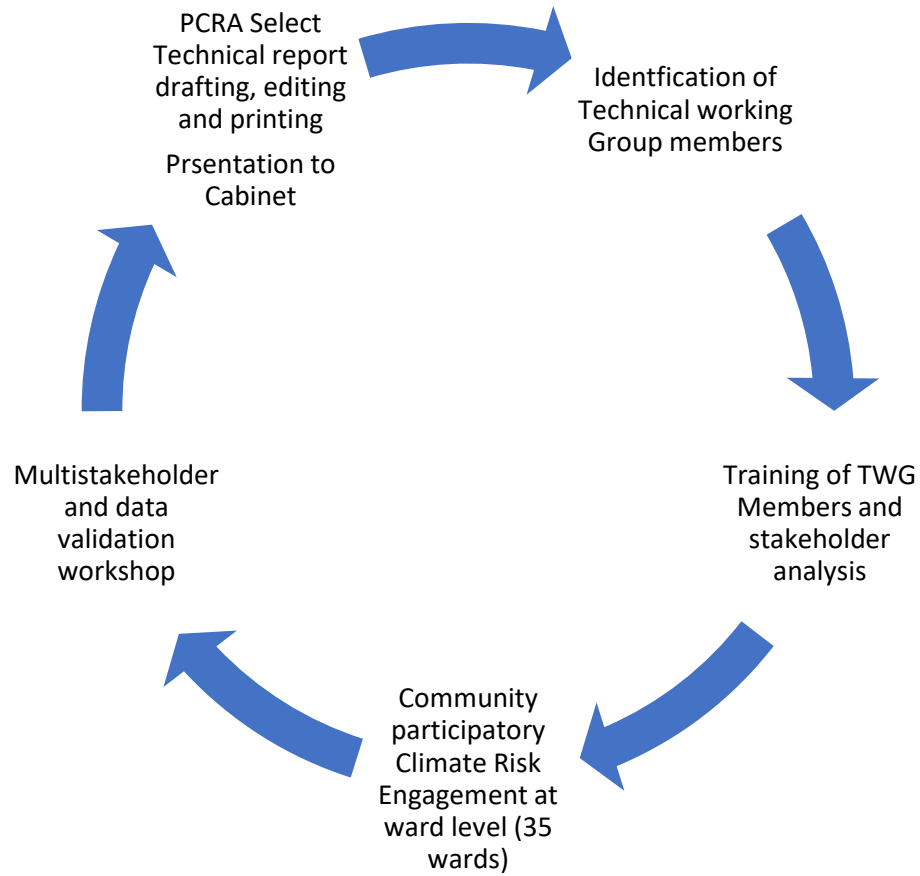 PCRA Select
Technical report
drafting, editing
and printing
Prsentation to
Cabinet
Identfication of
Technical working
Group members
Training of TWG
Members and
stakeholder
analysis
Community
participatory
Climate Risk
Engagement at
ward level (35
wards)
Multistakeholder
and data
validation
workshop